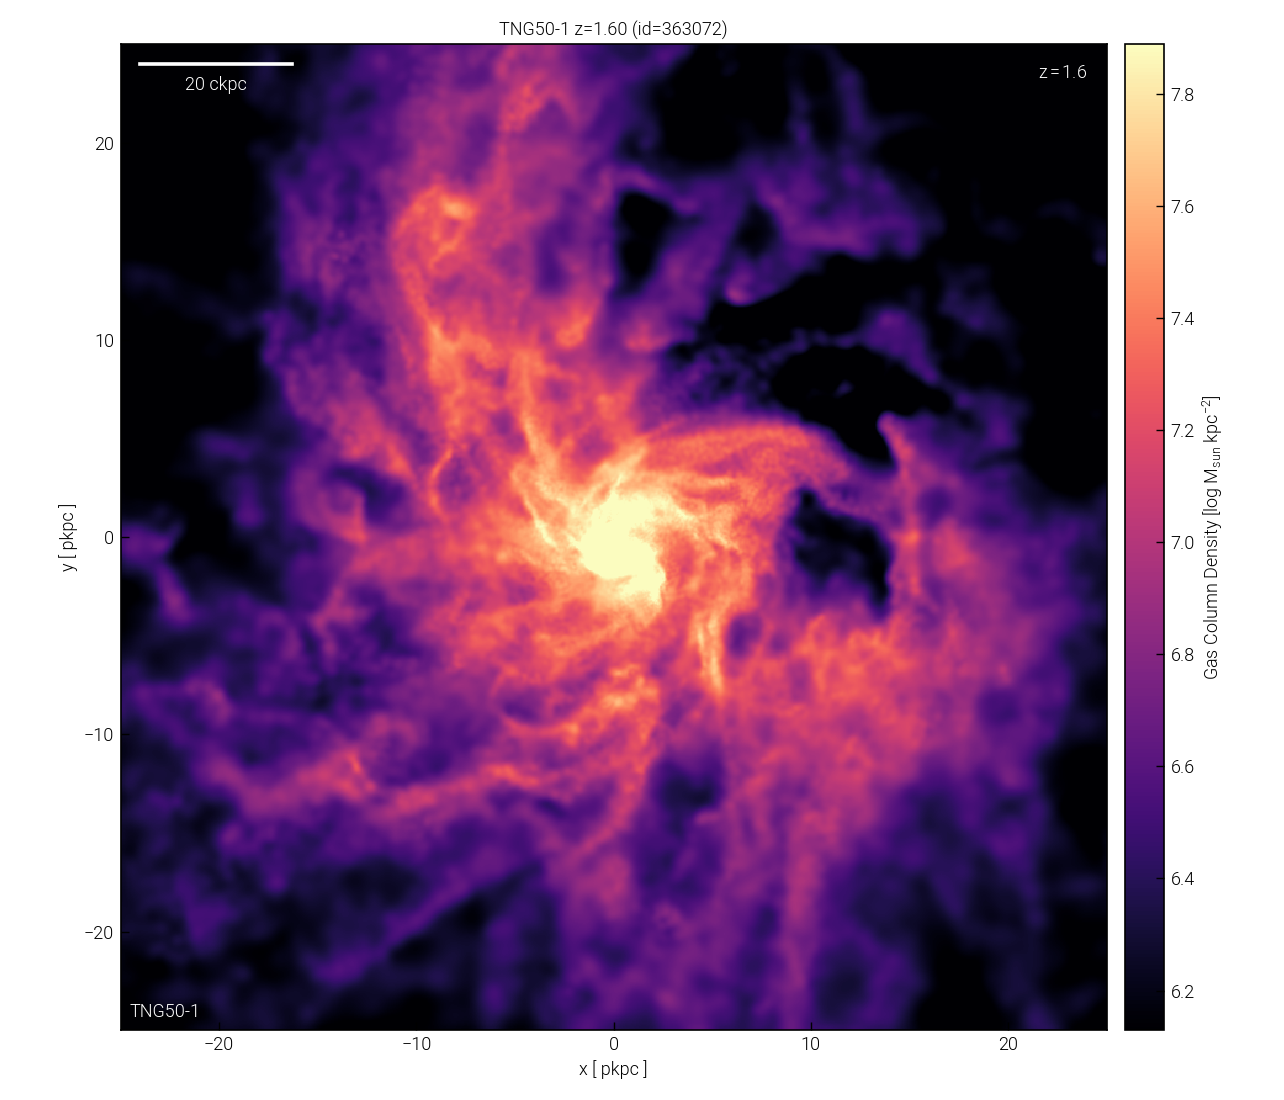 TNG50-1 z=1.60 (id=363072)
20 ckpc
z=1.6
TNG50-1
20
10
0
−10
−20
y [ pkpc ]
−20
−10
0
10
20
x [ pkpc ]
7.8
7.6
7.4
7.2
7.0
6.8
6.6
6.4
6.2
Gas Column Density [log M_sun kpc⁻²]